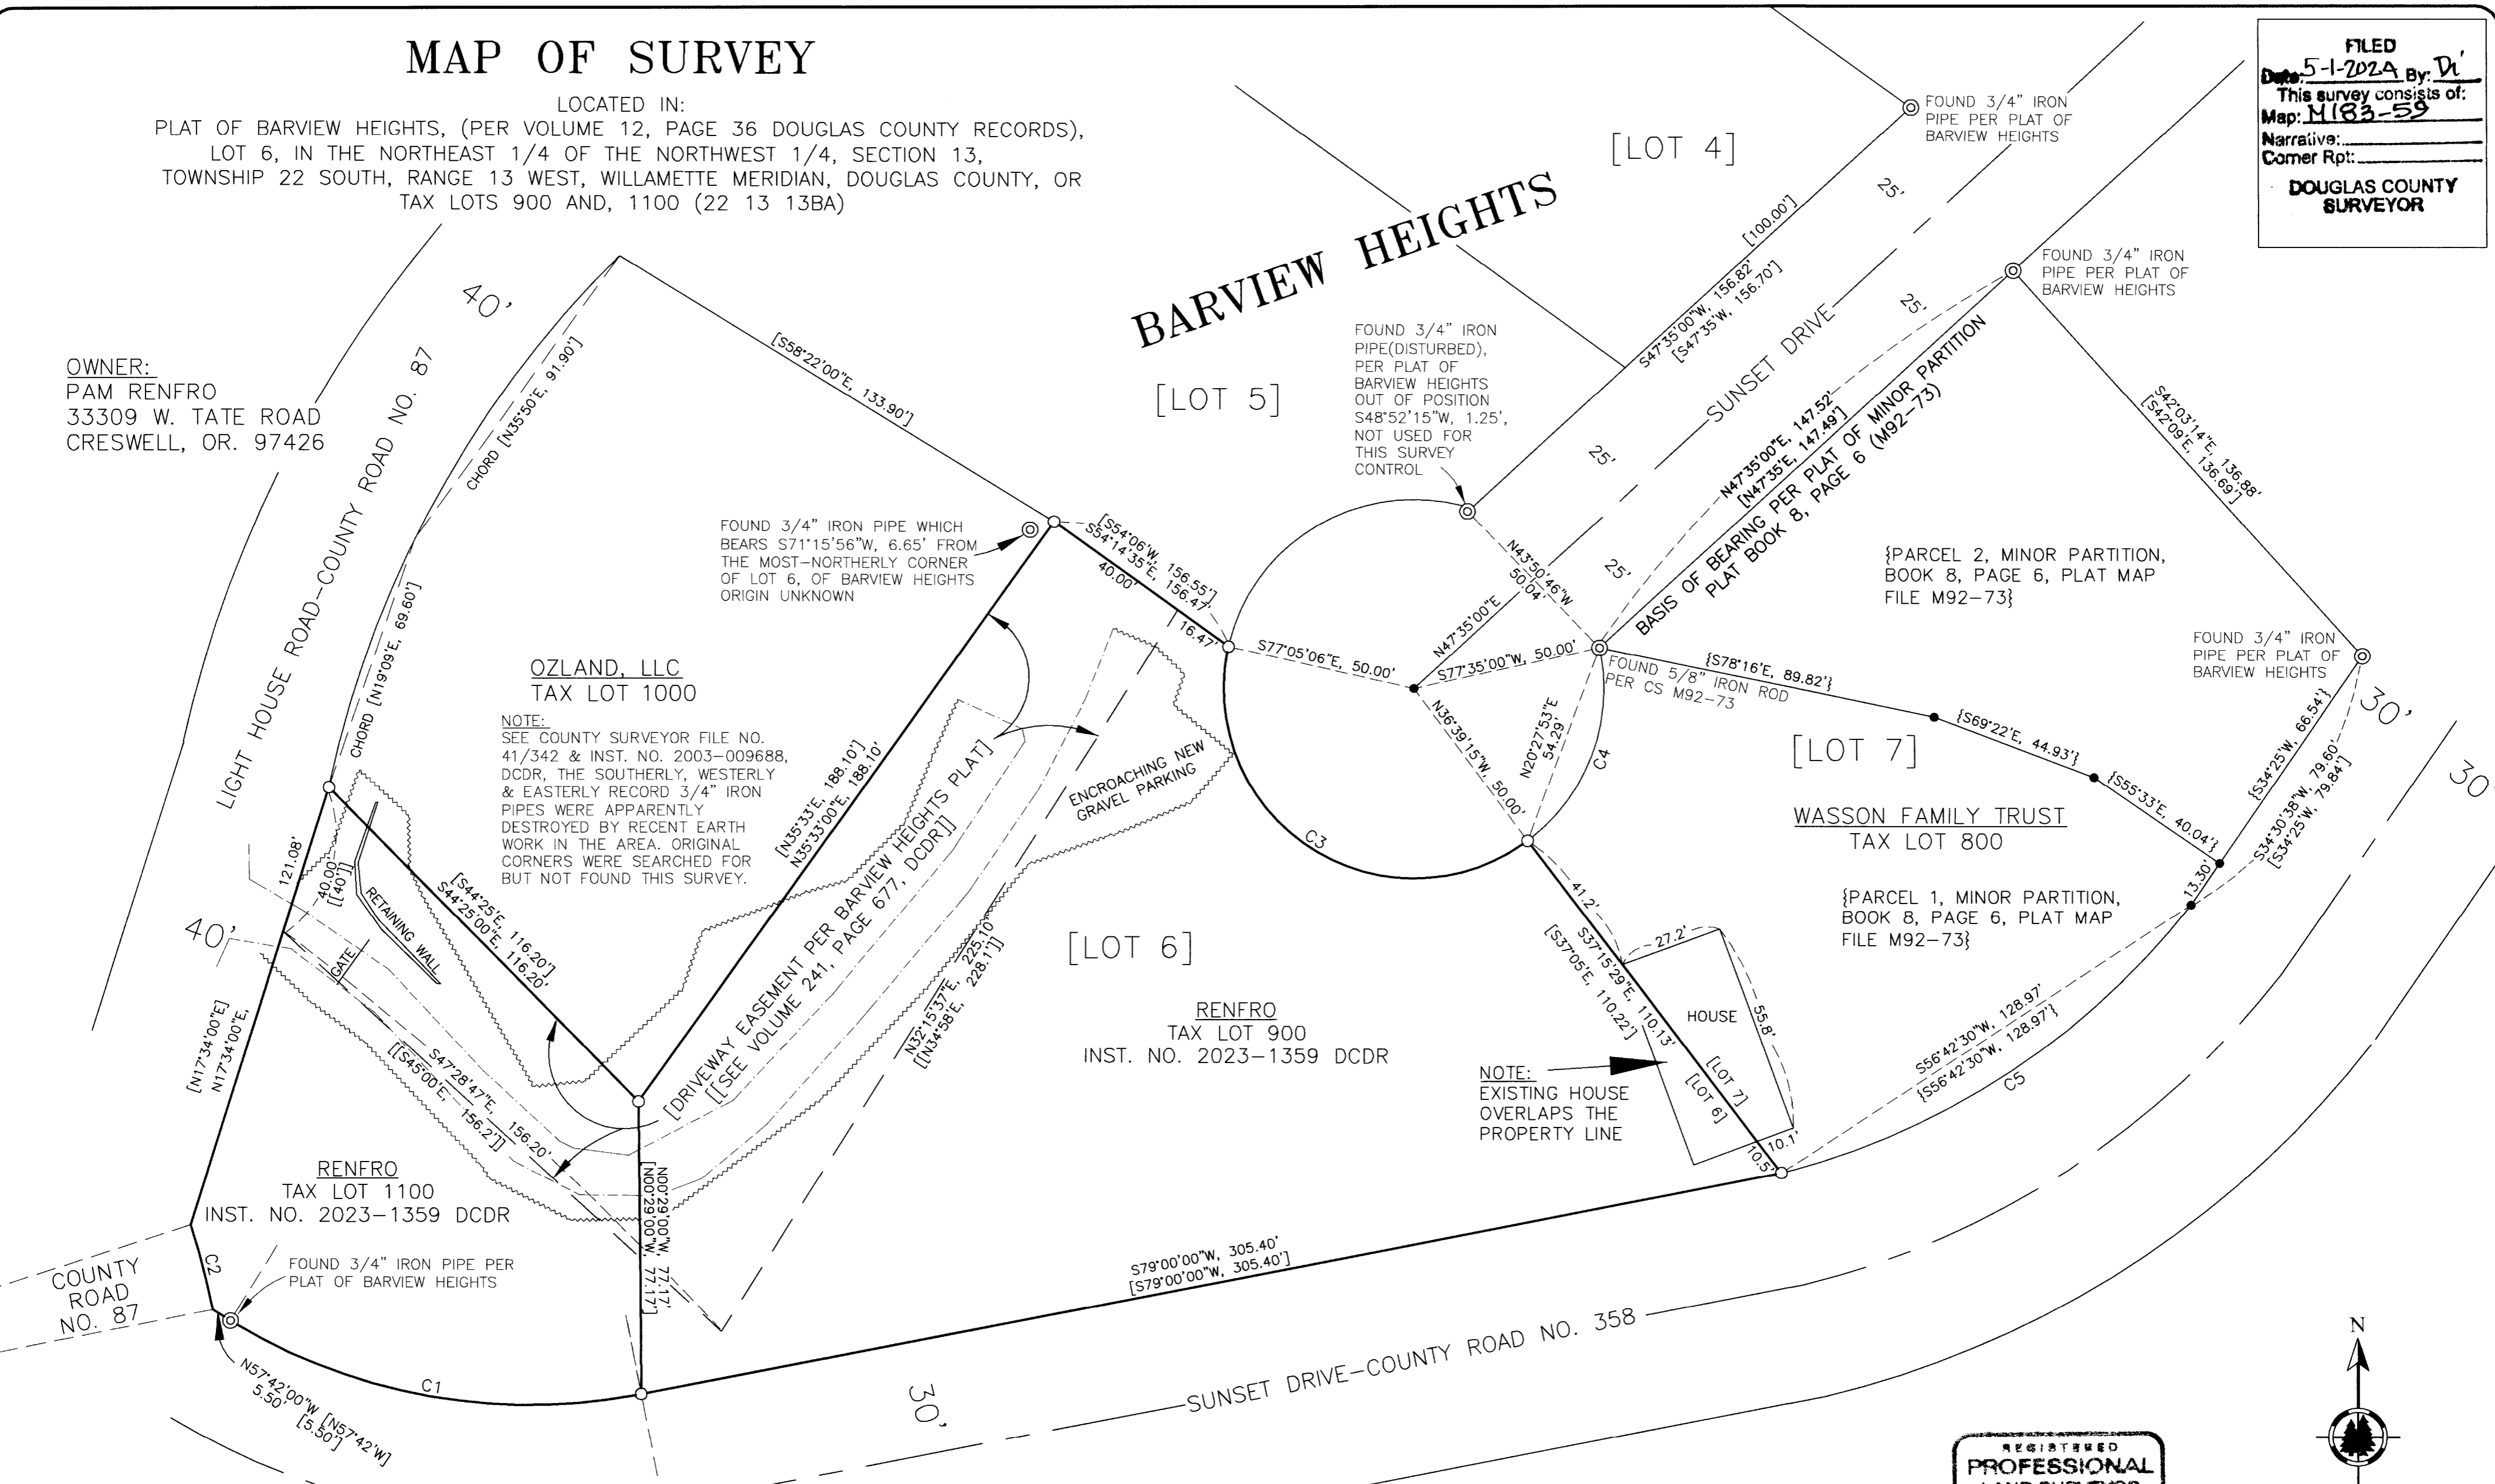 MAP OF SURVEY
LOCATED IN:
PLAT OF BARVIEW HEIGHTS, (PER VOLUME 12, PAGE 36 DOUGLAS COUNTY RECORDS),
LOT 6, IN THE NORTHEAST 1/4 OF THE NORTHWEST 1/4, SECTION 13,
TOWNSHIP 22 SOUTH, RANGE 13 WEST, WILLAMETTE MERIDIAN, DOUGLAS COUNTY, OR
TAX LOTS 900 AND, 1100 (22 13 13BA)
FILED
Date: 5-1-2024 By: Di
This survey consists of:
Map: M183-59
Narrative:
Corner Rpt:
DOUGLAS COUNTY
SURVEYOR
OWNER:
PAM RENFRO
33309 W. TATE ROAD
CRESWELL, OR. 97426
40'
LIGHT HOUSE ROAD-COUNTY ROAD NO. 87
CHORD [N35°50'E, 91.90']
[S58°22'00"E, 133.90']
BARVIEW HEIGHTS
[LOT 4]
FOUND 3/4" IRON
PIPE PER PLAT OF
BARVIEW HEIGHTS
25'
[100.00']
S47°35'00"W, 156.82'
[S47°35'W, 156.70']
SUNSET DRIVE
25'
FOUND 3/4" IRON
PIPE PER PLAT OF
BARVIEW HEIGHTS
[LOT 5]
FOUND 3/4" IRON
PIPE(DISTURBED),
PER PLAT OF
BARVIEW HEIGHTS
OUT OF POSITION
S48°52'15"W, 1.25',
NOT USED FOR
THIS SURVEY
CONTROL
25'
25'
N47°35'00"E, 147.52'
[N47°35'E, 147.49']
BASIS OF BEARING PER PLAT OF MINOR PARTITION
PLAT BOOK 8, PAGE 6 (M92-73)
S42°03'14"E, 136.88'
[S42°09'E, 136.69']
FOUND 3/4" IRON PIPE WHICH
BEARS S71°15'56"W, 6.65' FROM
THE MOST-NORTHERLY CORNER
OF LOT 6, OF BARVIEW HEIGHTS
ORIGIN UNKNOWN
[S54°06'W, 156.55']
S54°14'35"E, 156.47'
40.00'
16.47'
N43°50'46"W
50.04'
N47°35'00"E
{PARCEL 2, MINOR PARTITION,
BOOK 8, PAGE 6, PLAT MAP
FILE M92-73}
FOUND 3/4" IRON
PIPE PER PLAT OF
BARVIEW HEIGHTS
S77°05'06"E, 50.00'
S77°35'00"W, 50.00'
FOUND 5/8" IRON ROD
PER CS M92-73
{S78°16'E, 89.82'}
{S69°22'E, 44.93'}
{S55°33'E, 40.04'}
{S34°25'W, 66.54'}
S34°30'38"W, 79.60'
[S34°25'W, 79.84']
13.30'
30'
30
CHORD [N19°09'E, 69.60']
OZLAND, LLC
TAX LOT 1000
NOTE:
SEE COUNTY SURVEYOR FILE NO.
41/342 & INST. NO. 2003-009688,
DCDR, THE SOUTHERLY, WESTERLY
& EASTERLY RECORD 3/4" IRON
PIPES WERE APPARENTLY
DESTROYED BY RECENT EARTH
WORK IN THE AREA. ORIGINAL
CORNERS WERE SEARCHED FOR
BUT NOT FOUND THIS SURVEY.
[N35°33'E, 188.10']
N35°33'00"E, 188.10'
ENCROACHING NEW
GRAVEL PARKING
N36°39'15"W, 50.00'
N20°27'53"E
54.29'
C4
C3
[LOT 7]
WASSON FAMILY TRUST
TAX LOT 800
{PARCEL 1, MINOR PARTITION,
BOOK 8, PAGE 6, PLAT MAP
FILE M92-73}
121.08'
40.00'
[[40']]
RETAINING WALL
GATE
[S44°25'E, 116.20']
S44°25'00"E, 116.20'
[DRIVEWAY EASEMENT PER BARVIEW HEIGHTS PLAT]
[[SEE VOLUME 241, PAGE 677, DCDR]]
N32°15'37"E, 225.10'
[[N34°58'E, 228.1']]
40'
[LOT 6]
RENFRO
TAX LOT 900
INST. NO. 2023-1359 DCDR
41.2'
27.2'
S37°15'29"E, 110.13'
[S37°05'E, 110.22']
HOUSE
55.8'
[LOT 7]
[LOT 6]
10.1'
10.5'
NOTE:
EXISTING HOUSE
OVERLAPS THE
PROPERTY LINE
S56°42'30"W, 128.97'
{S56°42'30"W, 128.97'}
C5
[N17°34'00"E]
N17°34'00"E,
S47°28'47"E, 156.20'
[[S45°00'E, 156.2']]
RENFRO
TAX LOT 1100
INST. NO. 2023-1359 DCDR
N00°29'00"W, 77.17'
[N00°29'00"W, 77.17']
COUNTY
ROAD
NO. 87
C2
FOUND 3/4" IRON PIPE PER
PLAT OF BARVIEW HEIGHTS
N57°42'00"W [N57°42'W]
5.50' [5.50']
C1
S79°00'00"W, 305.40'
[S79°00'00"W, 305.40']
30'
SUNSET DRIVE-COUNTY ROAD NO. 358
N
REGISTERED
PROFESSIONAL
LAND SURVEYOR